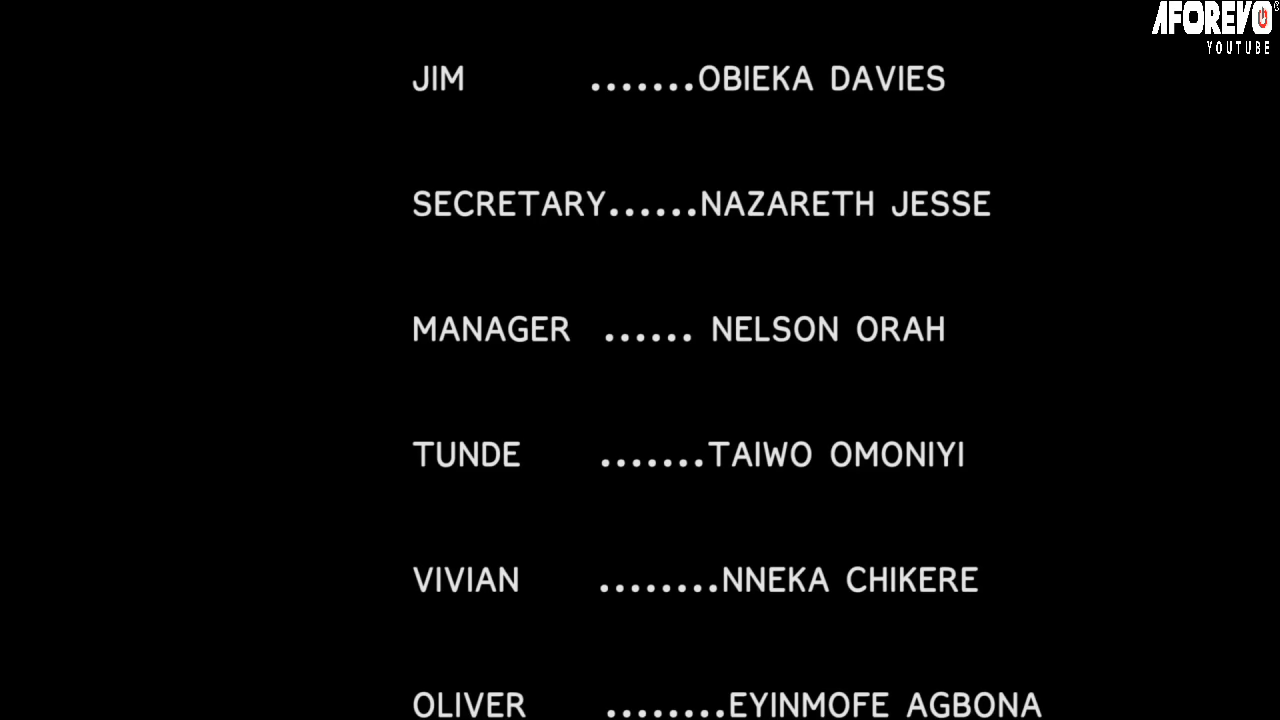 AFOREVO
YOUTUBE
JIM .......OBIEKA DAVIES
SECRETARY......NAZARETH JESSE
MANAGER ...... NELSON ORAH
TUNDE .......TAIWO OMONIYI
VIVIAN ........NNEKA CHIKERE
OLIVER ........EYINMOFE AGBONA